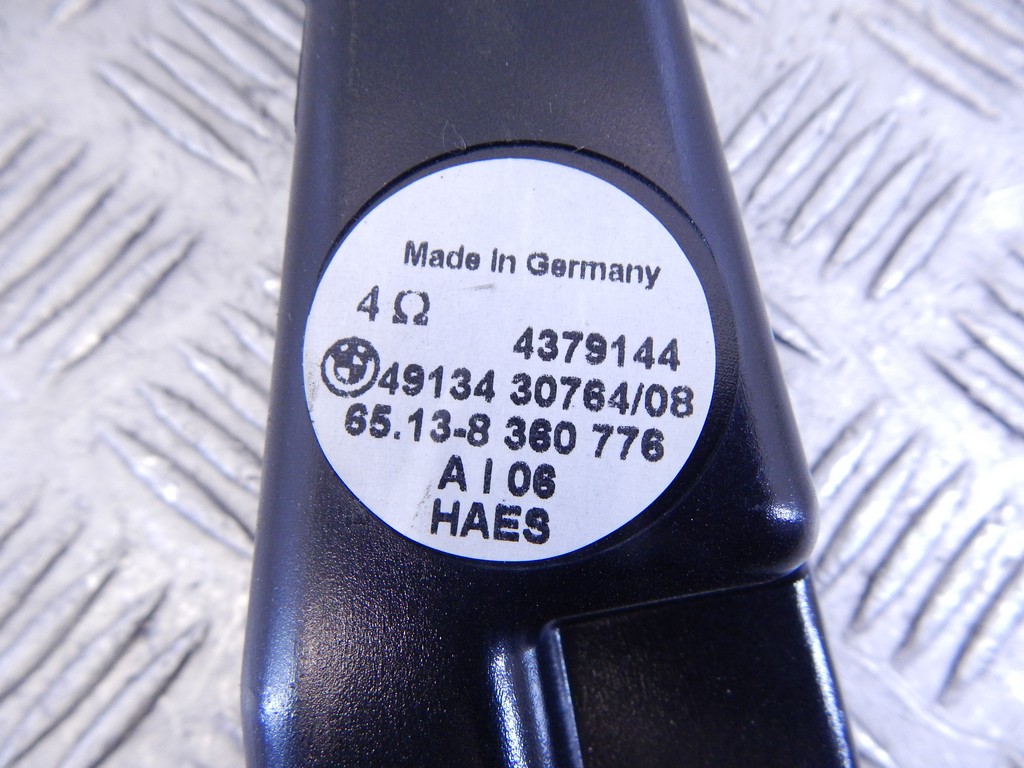 Made In Germany
4 Ω
4379144
49134 30764/08
65.13-8 360 776
A I 06
HAES